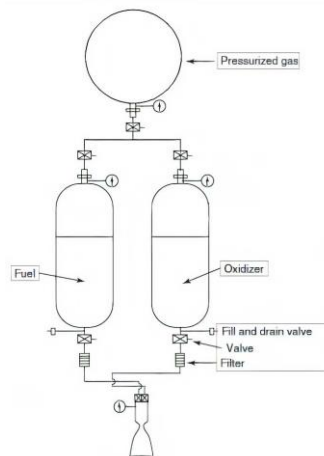 Pressurized gas
Fuel
Oxidizer
Fill and drain valve
Valve
Filter